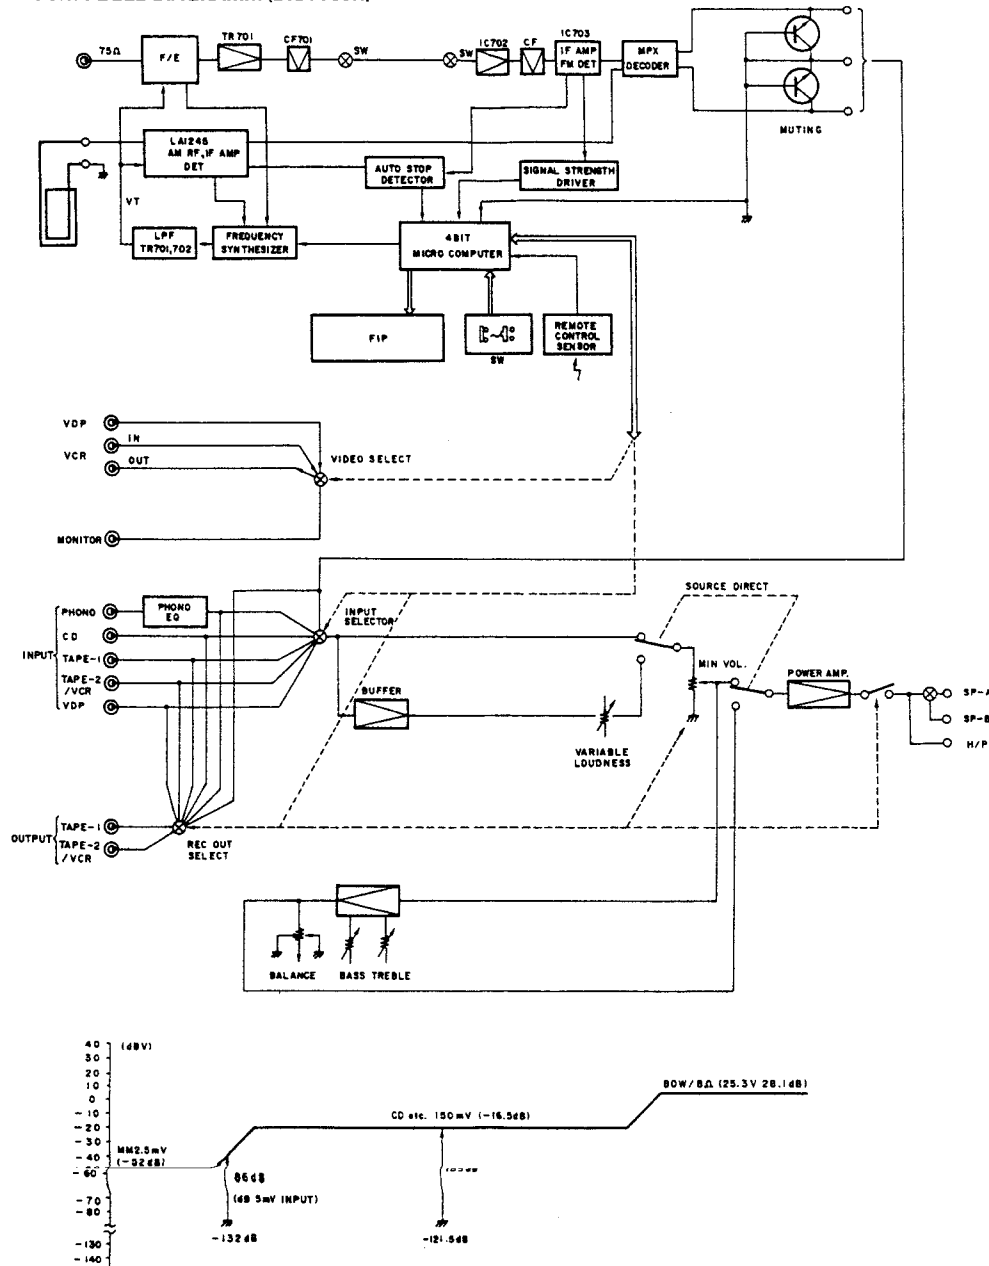 75Ω
F/E
TR701
CF701
SW
SW
IC702
CF
IC703
IF AMP
FM DET
MPX
DECODER
MUTING
LA1245
AM RF, IF AMP
DET
AUTO STOP
DETECTOR
SIGNAL STRENGTH
DRIVER
VT
LPF
TR701,702
FREQUENCY
SYNTHESIZER
4BIT
MICRO COMPUTER
FIP
SW
REMOTE
CONTROL
SENSOR
VDP
VCR
IN
OUT
VIDEO SELECT
MONITOR
INPUT
PHONO
PHONO
EQ
CD
TAPE-1
TAPE-2
/VCR
VDP
INPUT
SELECTOR
SOURCE DIRECT
BUFFER
VARIABLE
LOUDNESS
MIN VOL.
POWER AMP.
SP-A
SP-B
H/P
OUTPUT
TAPE-1
TAPE-2
/VCR
REC OUT
SELECT
BALANCE
BASS TREBLE
40
(dBV)
30
20
10
0
-10
-20
-30
-40
-60
-70
-80
-130
-140
MM2.5mV
(-52dB)
86dB
(dB 5mV INPUT)
-132dB
CD etc. 150mV (-16.5dB)
-121.5dB
80W/8Ω (25.3V 28.1dB)